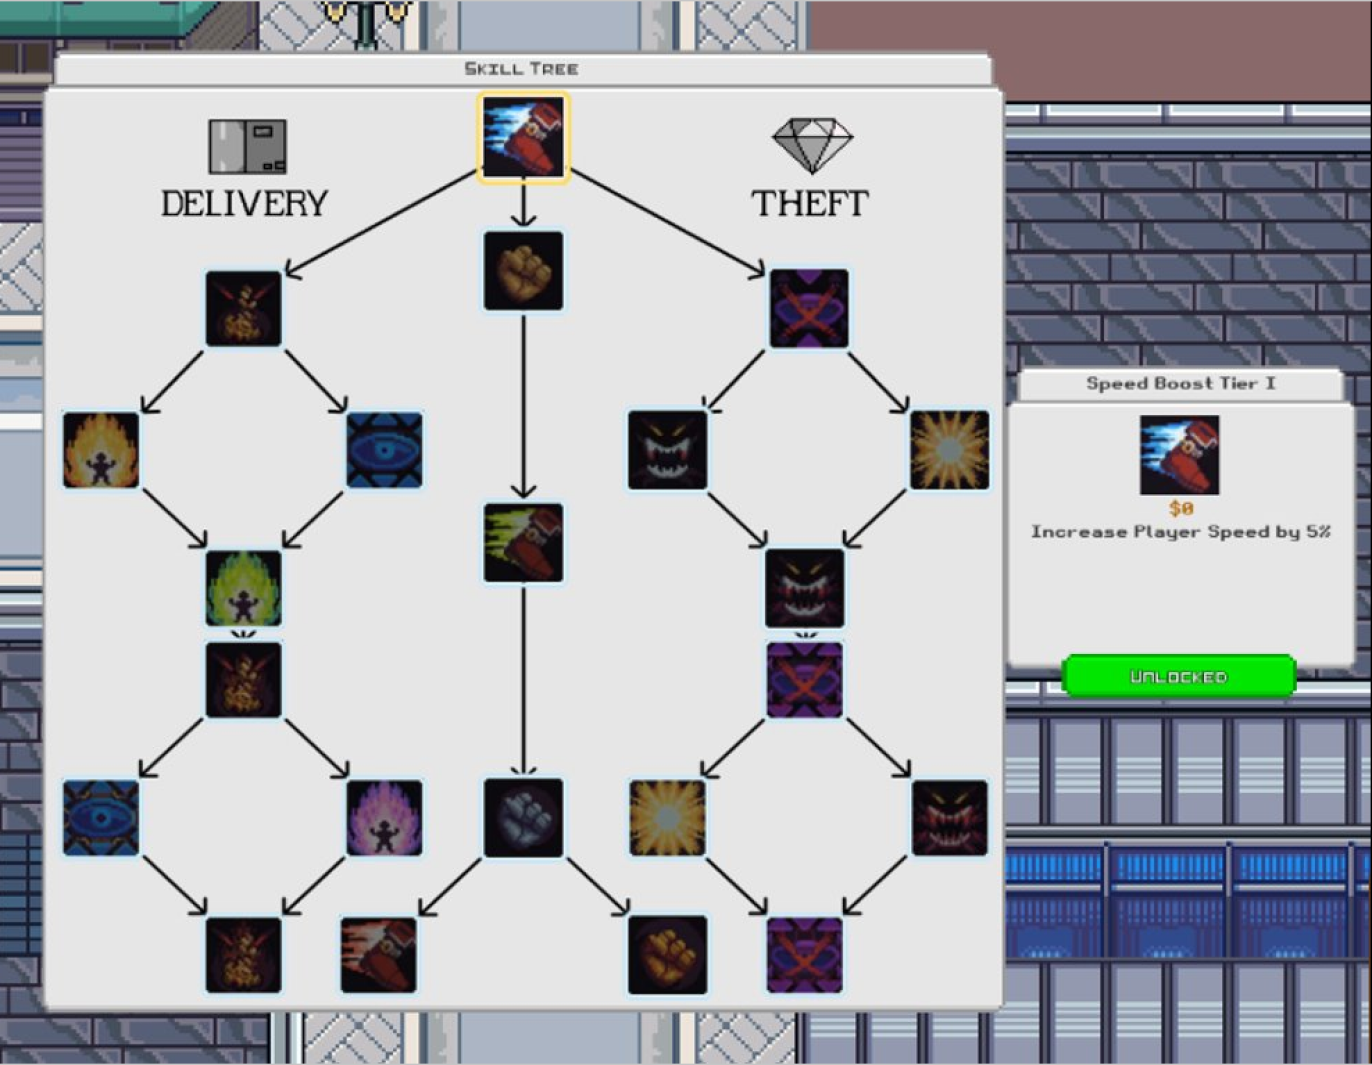 SKILL TREE
DELIVERY
THEFT
Speed Boost Tier I
$0
Increase Player Speed by 5%
UNLOCKED